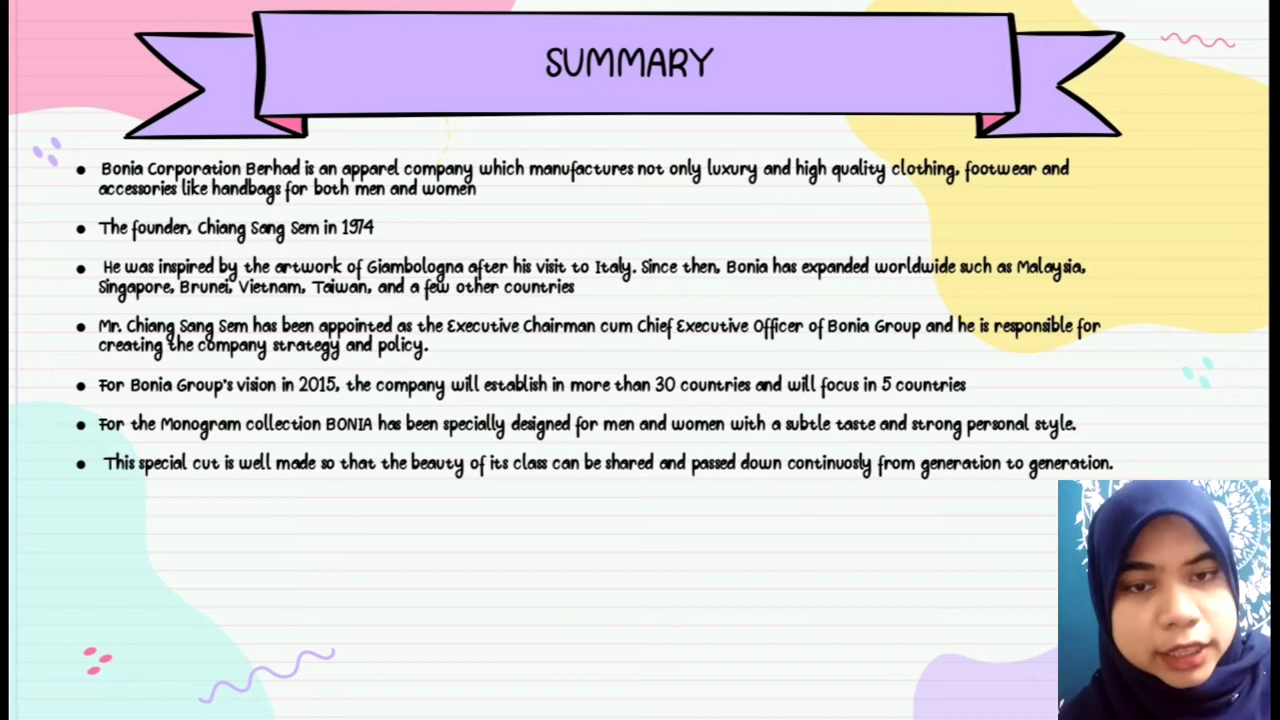 SUMMARY
• Bonia Corporation Berhad is an apparel company which manufactures not only luxury and high quality clothing, footwear and
accessories like handbags for both men and women
• The founder, Chiang Sang Sem in 1974
• He was inspired by the artwork of Giambologna after his visit to Italy. Since then, Bonia has expanded worldwide such as Malaysia,
Singapore, Brunei, Vietnam, Taiwan, and a few other countries
• Mr. Chiang Sang Sem has been appointed as the Executive Chairman cum Chief Executive Officer of Bonia Group and he is responsible for
creating the company strategy and policy.
• For Bonia Group's vision in 2015, the company will establish in more than 30 countries and will focus in 5 countries
• For the Monogram collection BONIA has been specially designed for men and women with a subtle taste and strong personal style.
• This special cut is well made so that the beauty of its class can be shared and passed down continuosly from generation to generation.